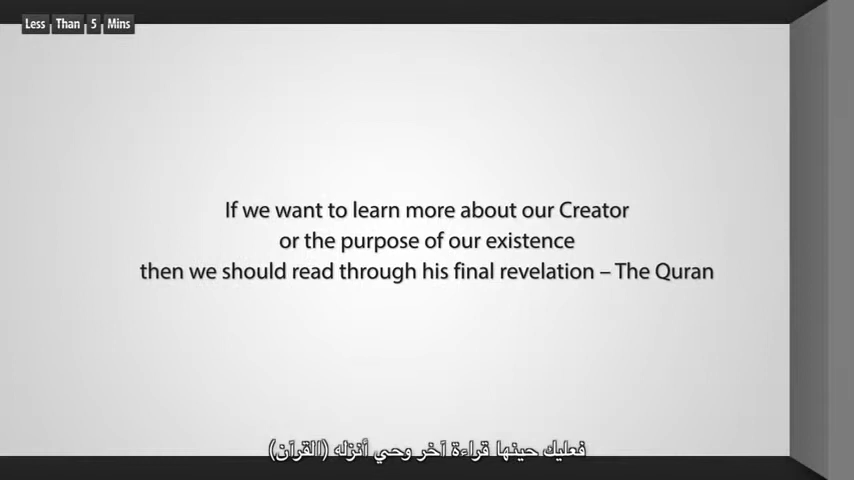 Less Than 5 Mins
If we want to learn more about our Creator
or the purpose of our existence
then we should read through his final revelation – The Quran
فعليك حينها قراءة آخر وحي أنزله (القرآن)